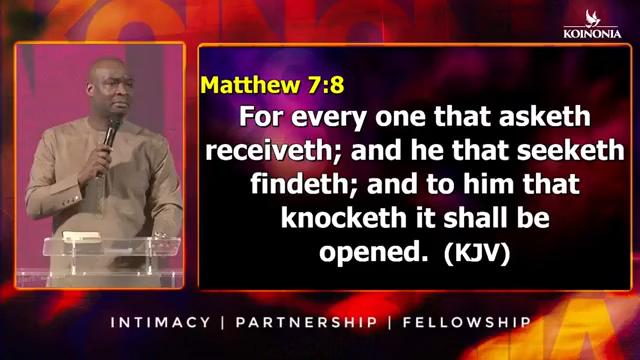 KOINONIA
Matthew 7:8
For every one that asketh
receiveth; and he that seeketh
findeth; and to him that
knocketh it shall be
opened. (KJV)
INTIMACY | PARTNERSHIP | FELLOWSHIP